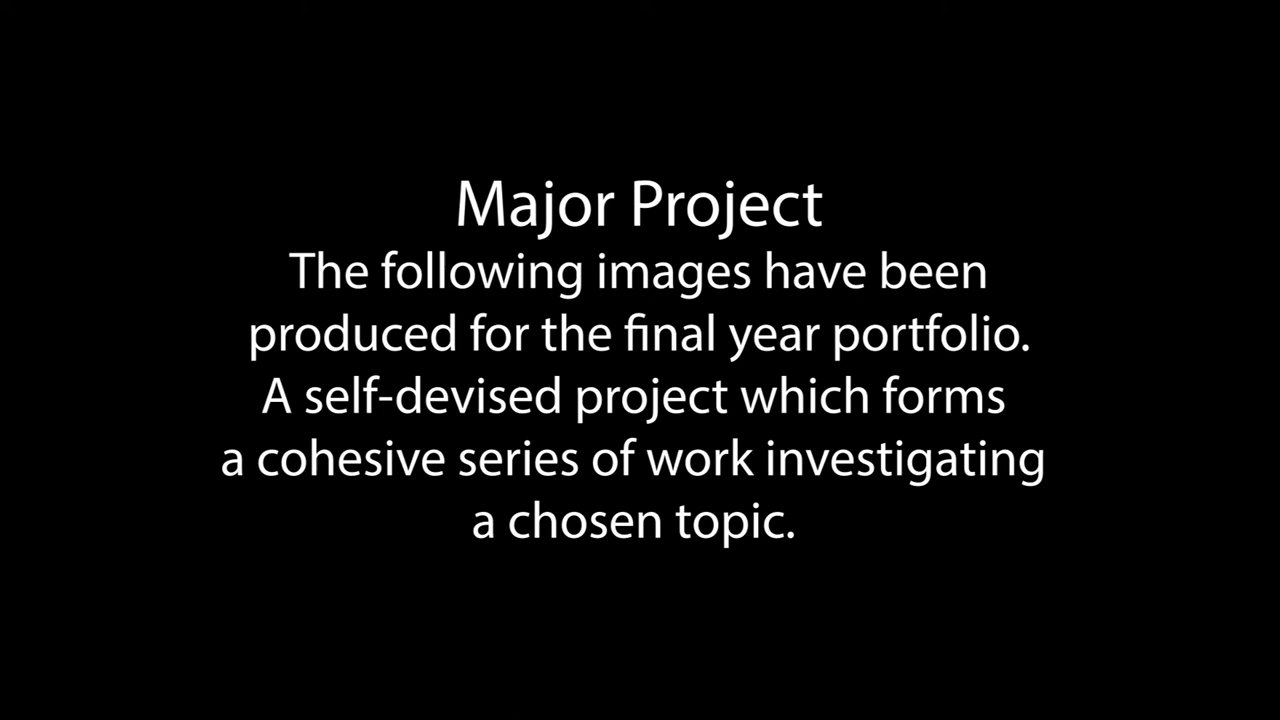 Major Project
The following images have been
produced for the final year portfolio.
A self-devised project which forms
a cohesive series of work investigating
a chosen topic.